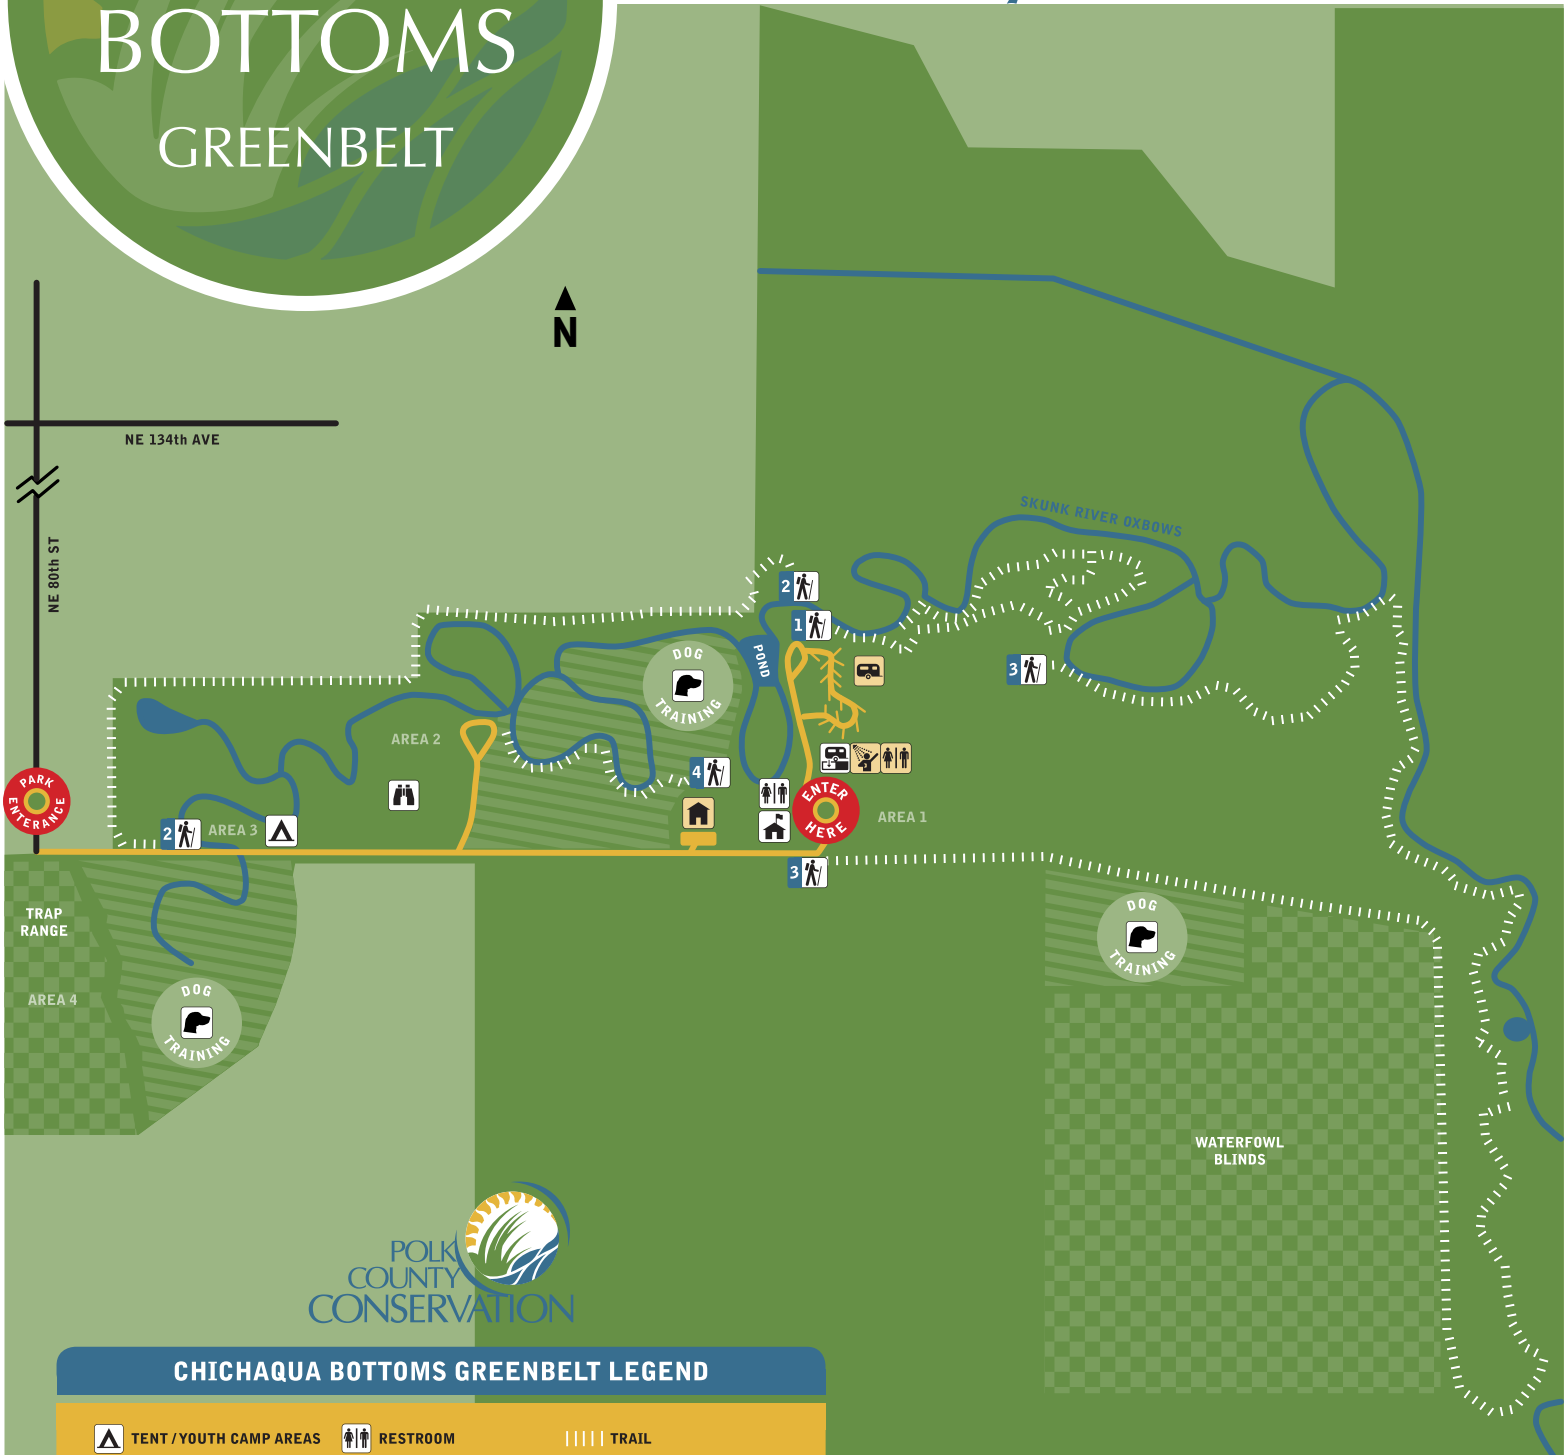 BOTTOMS
GREENBELT
N
NE 134th AVE
NE 80th ST
SKUNK RIVER OXBOWS
2
1
DOG
TRAINING
POND
3
AREA 2
4
PARK
ENTERANCE
2
AREA 3
ENTER
HERE
AREA 1
3
TRAP
RANGE
AREA 4
DOG
TRAINING
DOG
TRAINING
WATERFOWL
BLINDS
POLK
COUNTY
CONSERVATION
CHICHAQUA BOTTOMS GREENBELT LEGEND
TENT / YOUTH CAMP AREAS
RESTROOM
TRAIL